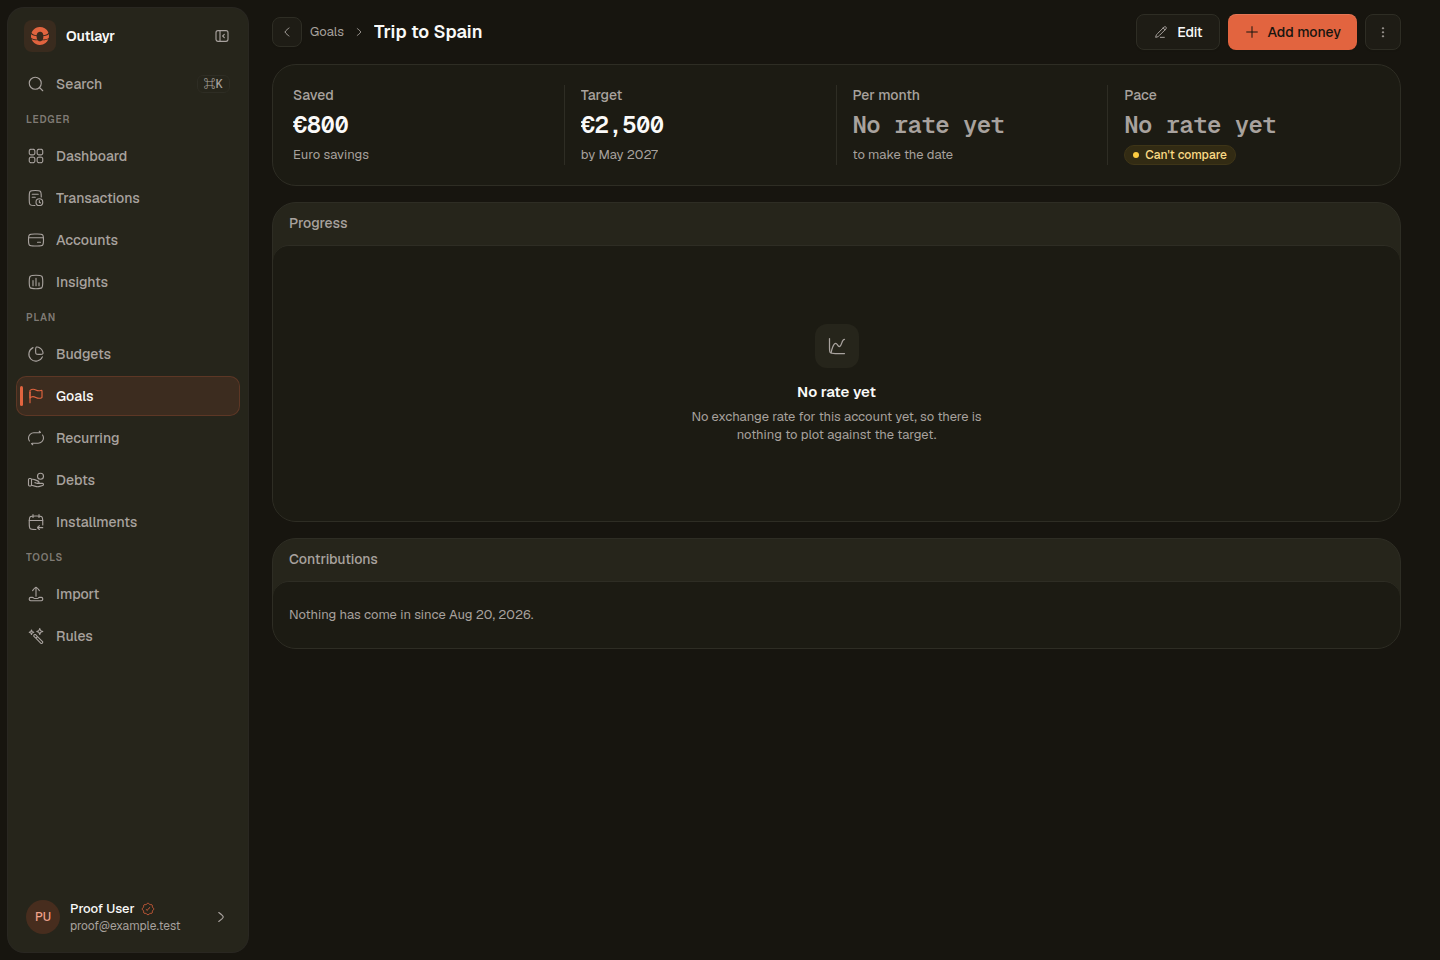 Outlayr
Search ⌘K
LEDGER
Dashboard
Transactions
Accounts
Insights
PLAN
Budgets
Goals
Recurring
Debts
Installments
TOOLS
Import
Rules
PU
Proof User
proof@example.test
Goals
Trip to Spain
Edit
Add money
Saved
€800
Euro savings
Target
€2,500
by May 2027
Per month
No rate yet
to make the date
Pace
No rate yet
Can't compare
Progress
No rate yet
No exchange rate for this account yet, so there is
nothing to plot against the target.
Contributions
Nothing has come in since Aug 20, 2026.